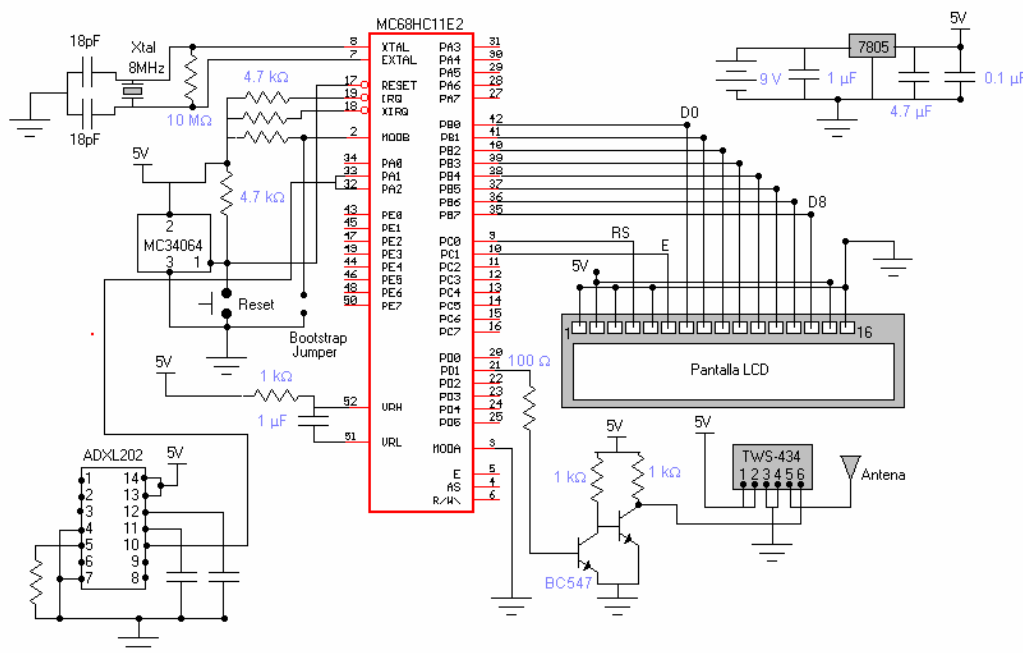 MC68HC11E2
18pF
Xtal
8MHz
10 MΩ
18pF
8 XTAL
7 EXTAL
17 RESET
19 IRQ
18 XIRQ
2 MODB
34 PA0
33 PA1
32 PA2
43 PE0
45 PE1
47 PE2
49 PE3
44 PE4
46 PE5
48 PE6
50 PE7
52 VRH
51 VRL
PA3 31
PA4 30
PA5 29
PA6 28
PA7 27
PB0 42
PB1 41
PB2 40
PB3 39
PB4 38
PB5 37
PB6 36
PB7 35
PC0 9
PC1 10
PC2 11
PC3 12
PC4 13
PC5 14
PC6 15
PC7 16
PD0 20
PD1 21
PD2 22
PD3 23
PD4 24
PD6 25
MODA 3
E 5
AS 4
R/W\ 6
4.7 kΩ
5V
4.7 kΩ
2
MC34064
3 1
Reset
Bootstrap
Jumper
5V
1 kΩ
1 µF
ADXL202
5V
1 14
2 13
3 12
4 11
5 10
6 9
7 8
5V
7805
9 V
1 µF
4.7 µF
0.1 µF
D0
D8
RS
E
5V
1 16
Pantalla LCD
100 Ω
5V
1 kΩ
1 kΩ
BC547
5V
TWS-434
1 2 3 4 5 6
Antena